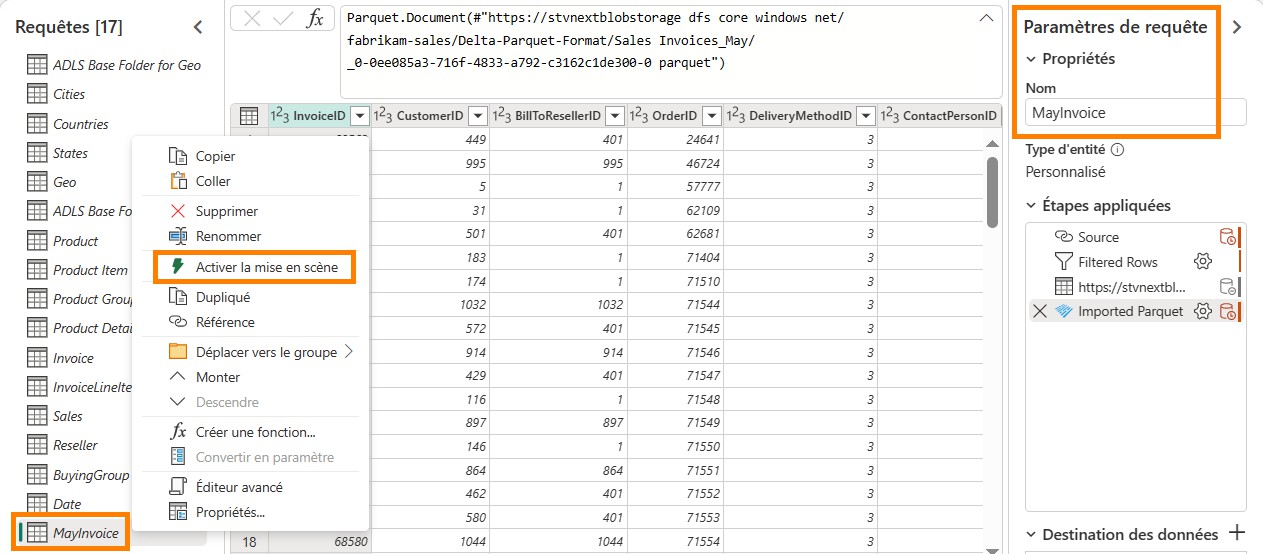 Requêtes [17]
ADLS Base Folder for Geo
Cities
Countries
States
Geo
ADLS Base Fo
Product
Product Item
Product Group
Product Detai
Invoice
InvoiceLineIte
Sales
Reseller
BuyingGroup
Date
MayInvoice
Copier
Coller
Supprimer
Renommer
Activer la mise en scène
Dupliqué
Référence
Déplacer vers le groupe
Monter
Descendre
fx Créer une fonction...
Convertir en paramètre
Éditeur avancé
Propriétés...
fx
Parquet.Document(#"https://stvnextblobstorage dfs core windows net/
fabrikam-sales/Delta-Parquet-Format/Sales Invoices_May/
_0-0ee085a3-716f-4833-a792-c3162c1de300-0 parquet")
1²3 InvoiceID 1²3 CustomerID 1²3 BillToResellerID 1²3 OrderID 1²3 DeliveryMethodID 1²3 ContactPersonID
449 401 24641 3
995 995 46724 3
5 1 57777 3
31 1 62109 3
501 401 62681 3
183 1 71404 3
174 1 71510 3
1032 1032 71544 3
572 401 71545 3
914 914 71546 3
429 401 71547 3
116 1 71548 3
897 897 71549 3
146 1 71550 3
864 864 71551 3
462 401 71552 3
580 401 71553 3
18 68580 1044 1044 71554 3
Paramètres de requête
Propriétés
Nom
MayInvoice
Type d'entité
Personnalisé
Étapes appliquées
Source
Filtered Rows
https://stvnextbl...
Imported Parquet
Destination des données